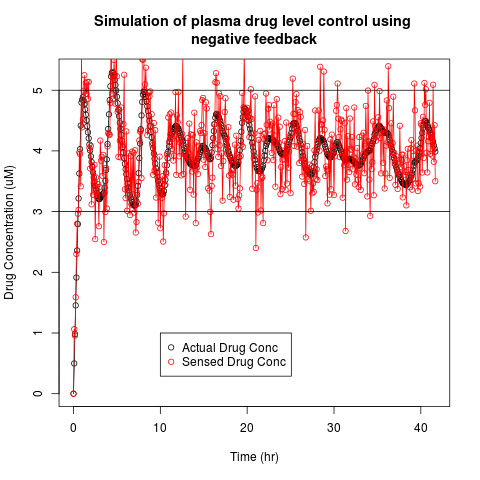 Simulation of plasma drug level control using
negative feedback
Drug Concentration (uM)
5
4
3
2
1
0
Actual Drug Conc
Sensed Drug Conc
0 10 20 30 40
Time (hr)